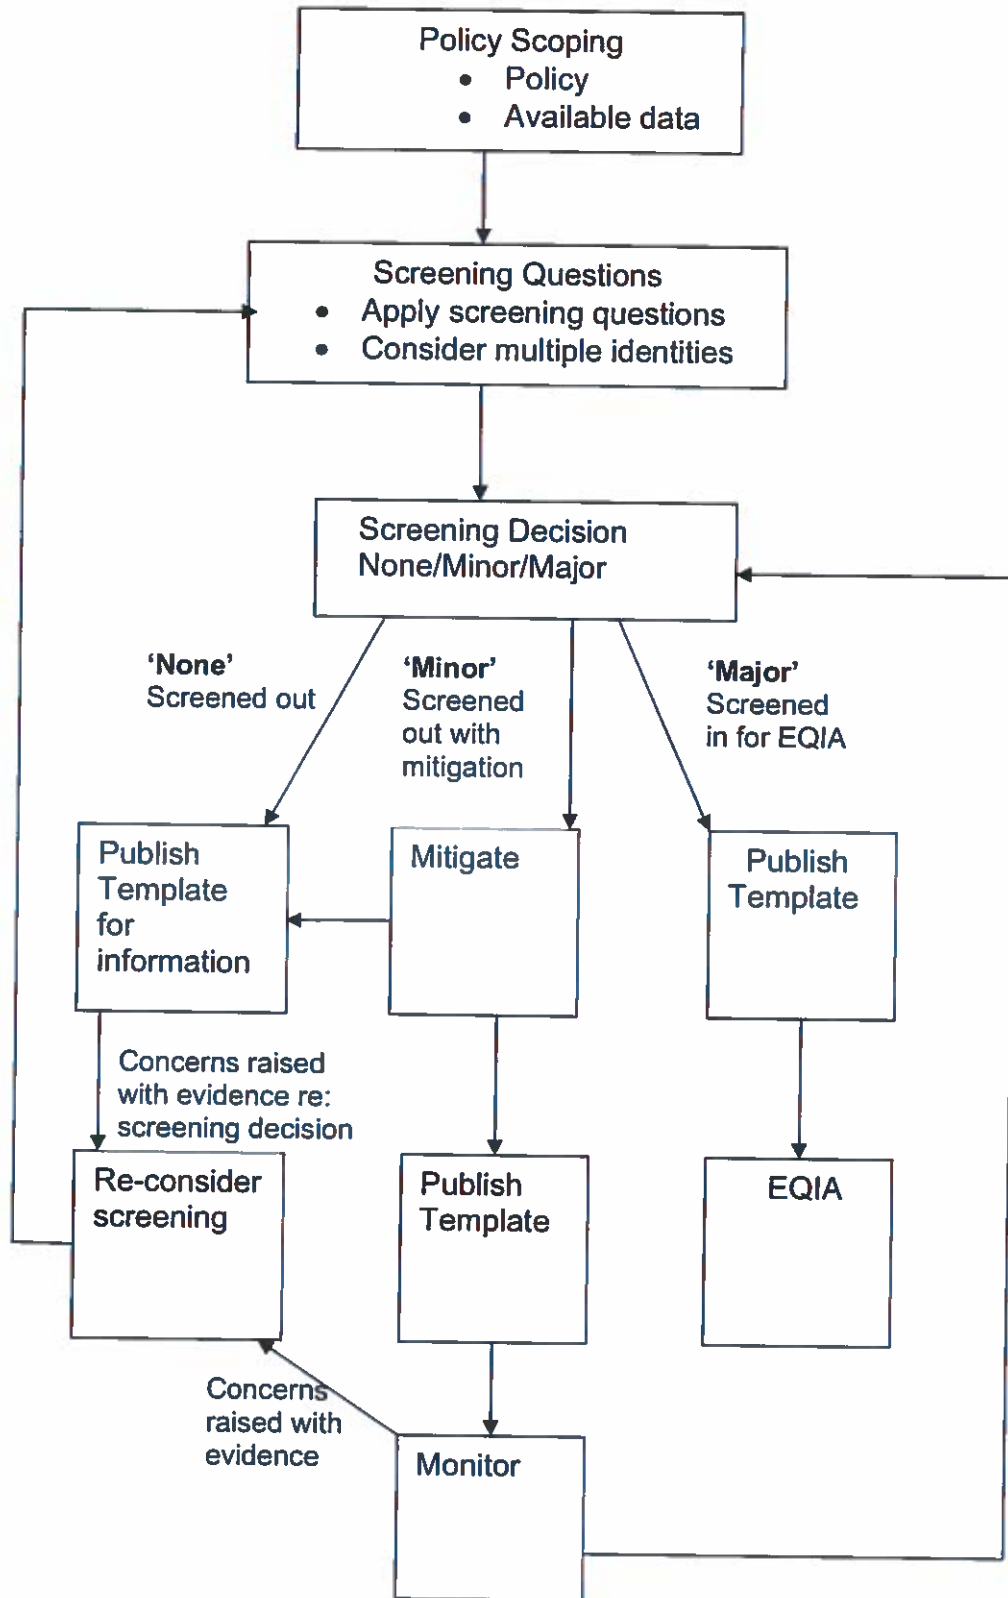 Policy Scoping
• Policy
• Available data
Screening Questions
• Apply screening questions
• Consider multiple identities
Screening Decision
None/Minor/Major
‘None’
Screened out
‘Minor’
Screened
out with
mitigation
‘Major’
Screened
in for EQIA
Publish
Template
for
information
Mitigate
Publish
Template
Concerns raised
with evidence re:
screening decision
Re-consider
screening
Publish
Template
EQIA
Concerns
raised with
evidence
Monitor